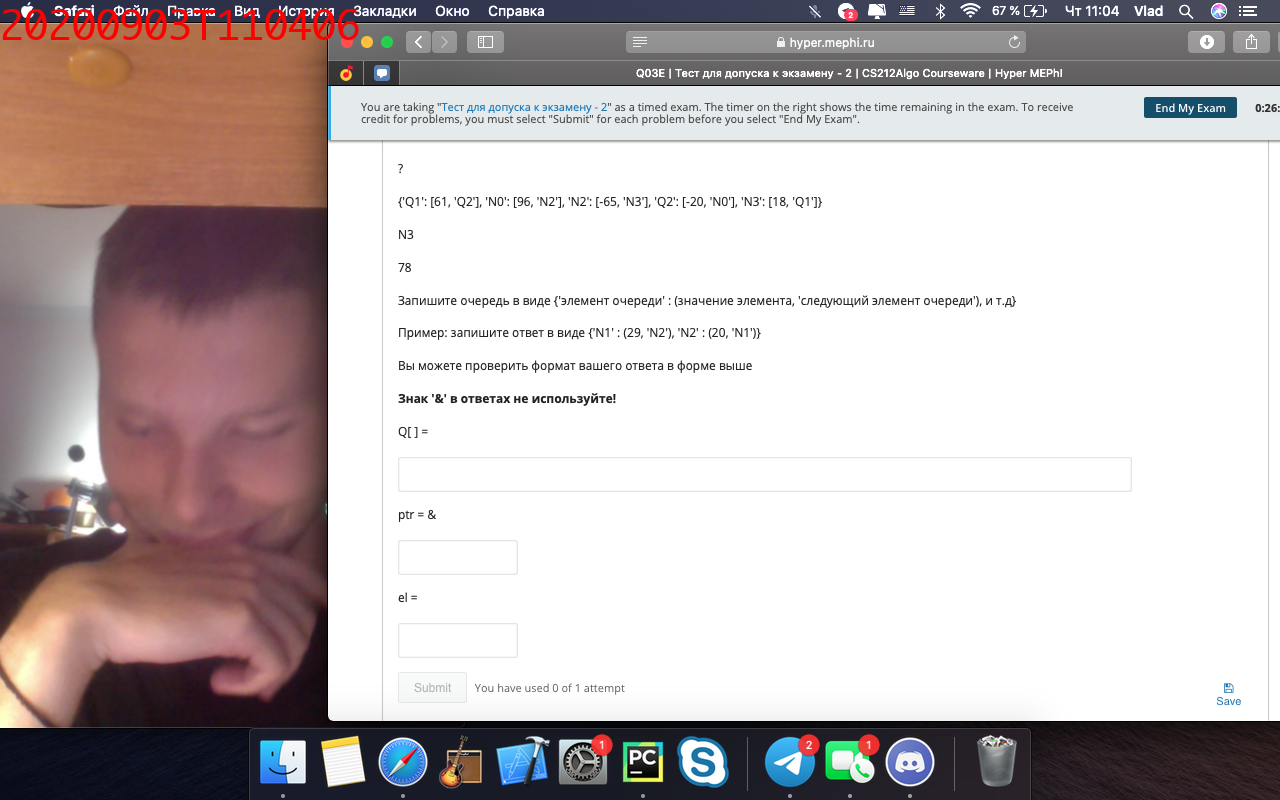 Safari Файл Правка Вид История Закладки Окно Справка 2 67 % Чт 11:04 Vlad
20200903T110406
hyper.mephi.ru
Q03E | Тест для допуска к экзамену - 2 | CS212Algo Courseware | Hyper MEPhI
You are taking "Тест для допуска к экзамену - 2" as a timed exam. The timer on the right shows the time remaining in the exam. To receive
credit for problems, you must select "Submit" for each problem before you select "End My Exam".
End My Exam
0:26:
?
{'Q1': [61, 'Q2'], 'N0': [96, 'N2'], 'N2': [-65, 'N3'], 'Q2': [-20, 'N0'], 'N3': [18, 'Q1']}
N3
78
Запишите очередь в виде {'элемент очереди' : (значение элемента, 'следующий элемент очереди'), и т.д}
Пример: запишите ответ в виде {'N1' : (29, 'N2'), 'N2' : (20, 'N1')}
Вы можете проверить формат вашего ответа в форме выше
Знак '&' в ответах не используйте!
Q[ ] =
ptr = &
el =
Submit
You have used 0 of 1 attempt
Save
1
PC
2
1